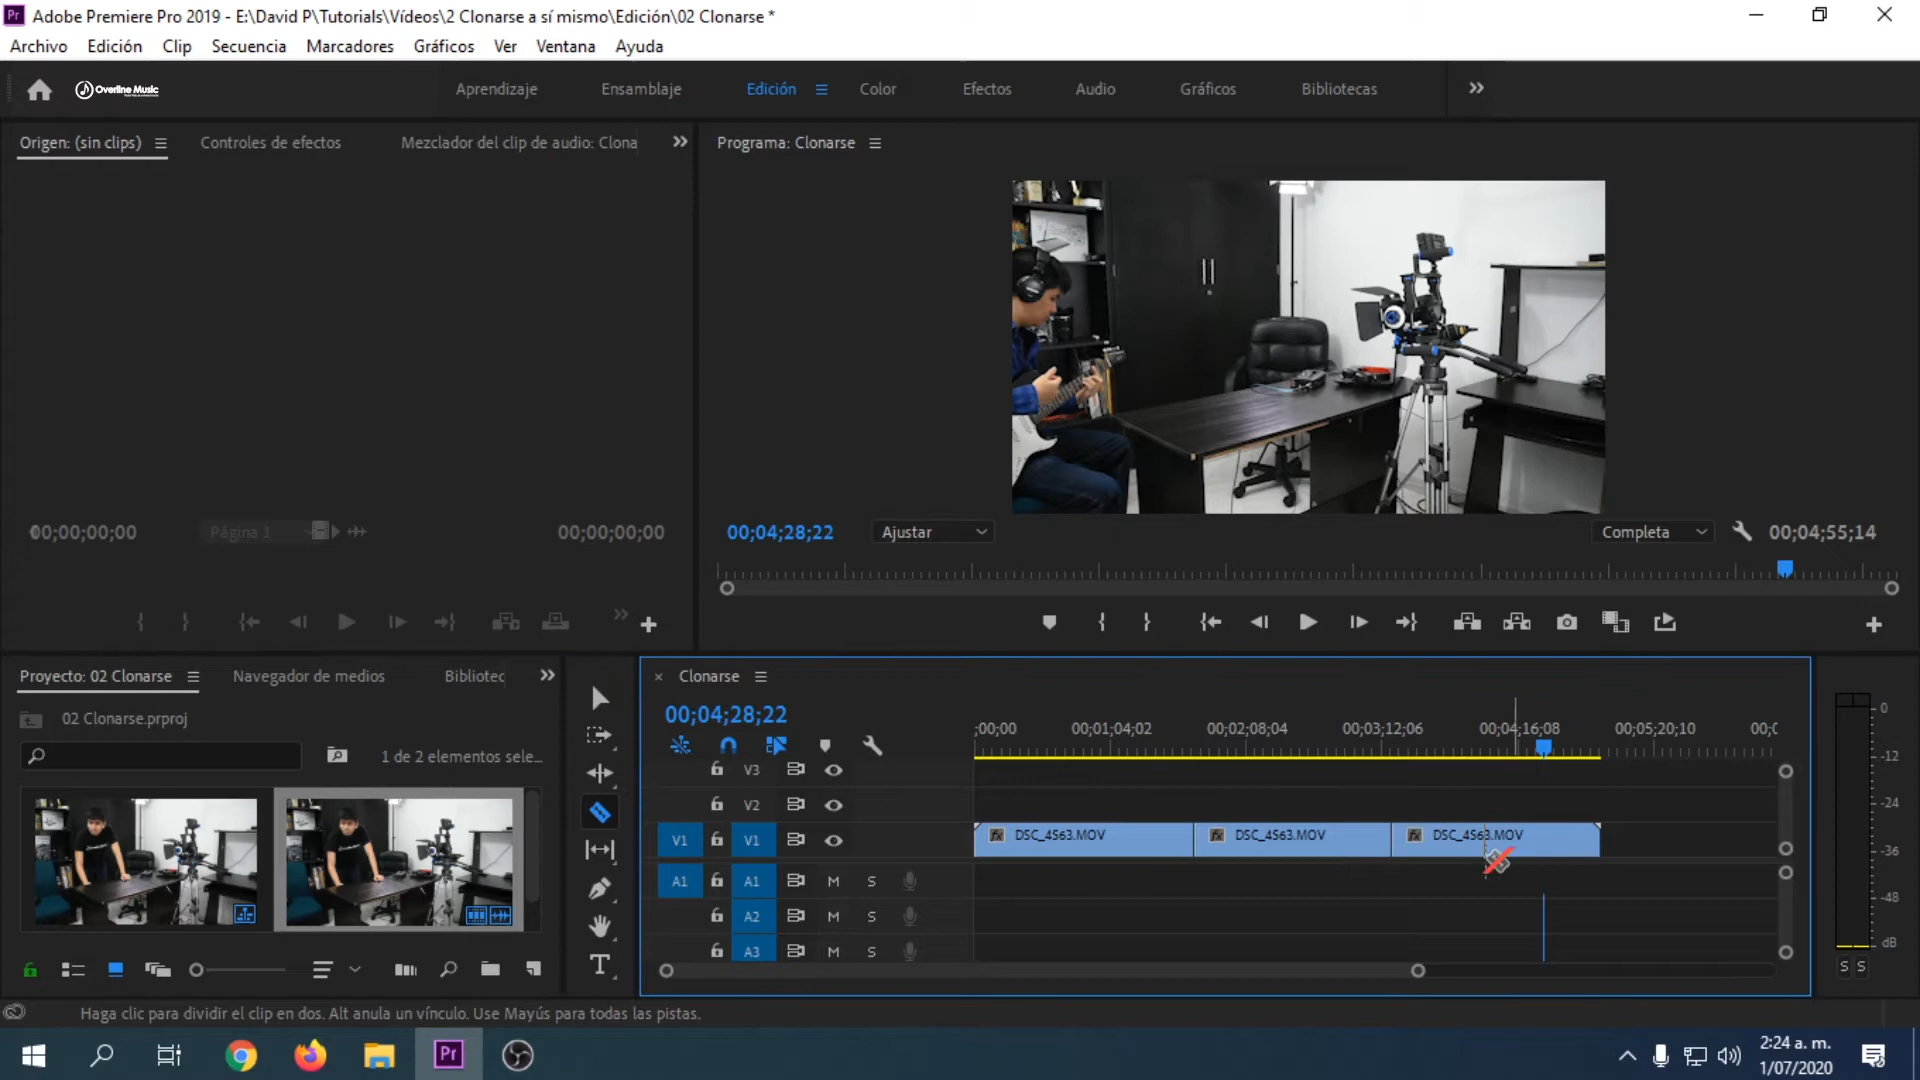 Adobe Premiere Pro 2019 - E:\David P\Tutorials\Vídeos\2 Clonarse a sí mismo\Edición\02 Clonarse *
Archivo Edición Clip Secuencia Marcadores Gráficos Ver Ventana Ayuda
Overline Music
Aprendizaje Ensamblaje Edición Color Efectos Audio Gráficos Bibliotecas
Origen: (sin clips) Controles de efectos Mezclador del clip de audio: Clona
Programa: Clonarse
00;00;00;00 Página 1 00;00;00;00
00;04;28;22 Ajustar Completa 00;04;55;14
Proyecto: 02 Clonarse Navegador de medios Bibliotec
02 Clonarse.prproj
1 de 2 elementos sele...
Clonarse
00;04;28;22
;00;00 00;01;04;02 00;02;08;04 00;03;12;06 00;04;16;08 00;05;20;10 00;0
V3
V2
V1 V1 DSC_4563.MOV DSC_4563.MOV DSC_4563.MOV
A1 A1 M S
A2 M S
A3 M S
0
-12
-24
-36
-48
dB
S S
Haga clic para dividir el clip en dos. Alt anula un vínculo. Use Mayús para todas las pistas.
Pr
2:24 a. m.
1/07/2020